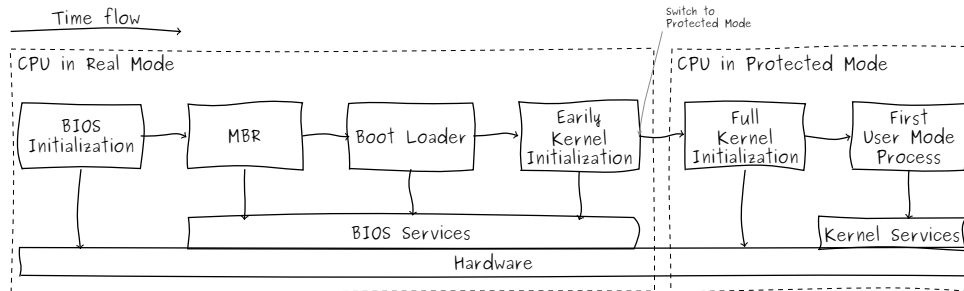 Time flow
Switch to
Protected Mode
CPU in Real Mode
CPU in Protected Mode
BIOS
Initialization
MBR
Boot Loader
Earily
Kernel
Initialization
Full
Kernel
Initialization
First
User Mode
Process
BIOS Services
Kernel Services
Hardware